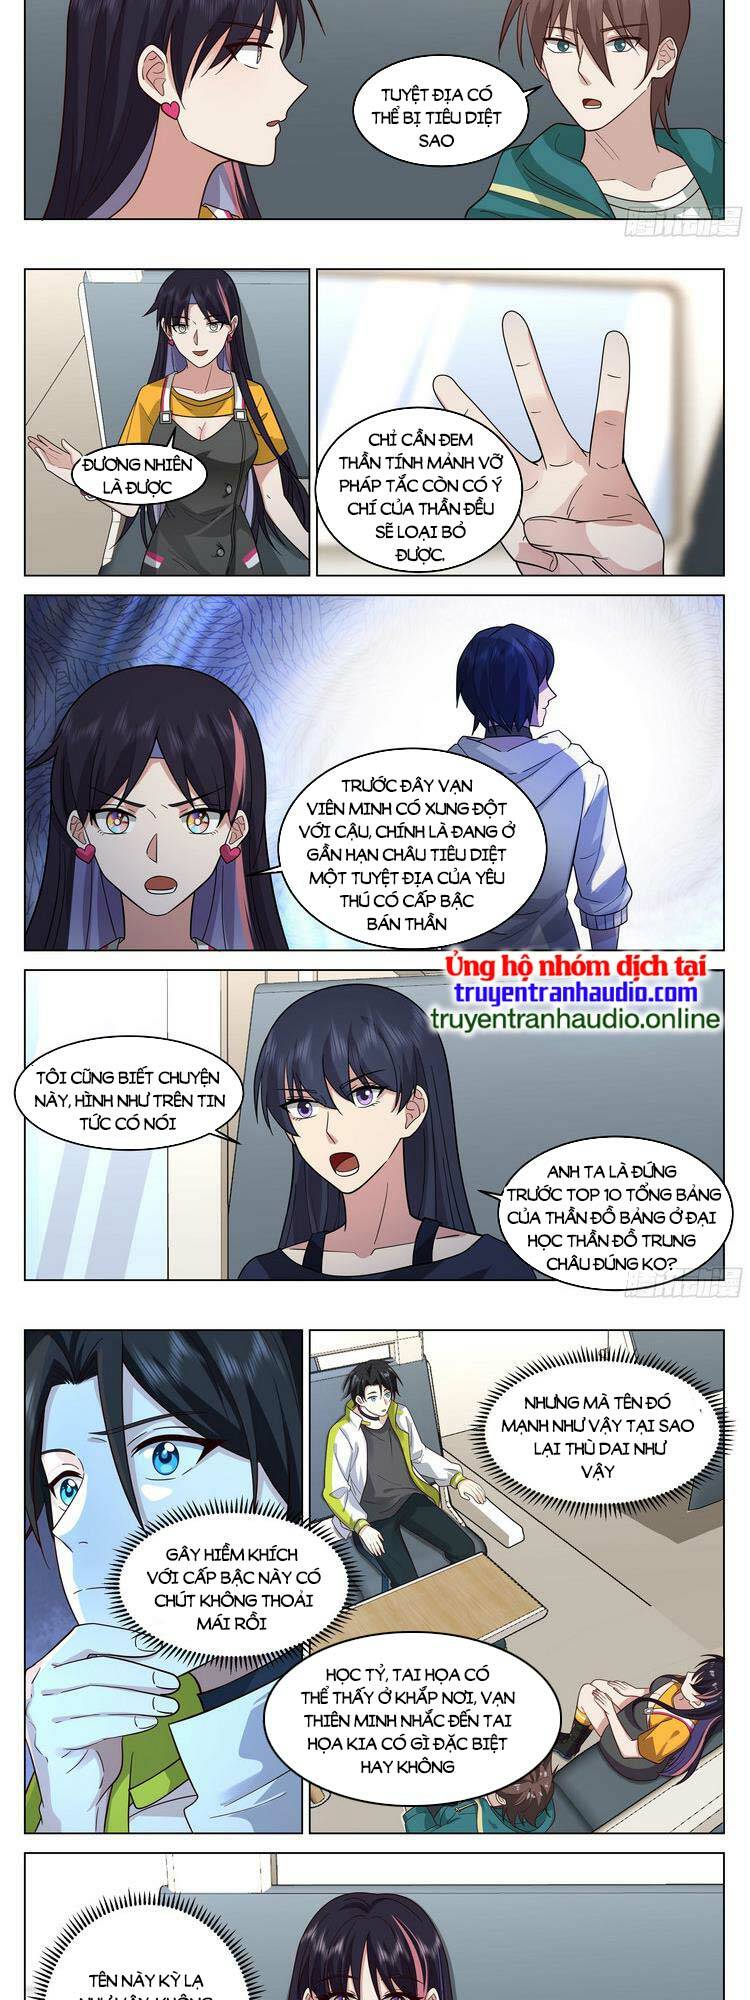 TUYỆT ĐỊA CÓ
THỂ BỊ TIÊU DIỆT
SAO
ĐƯƠNG NHIÊN
LÀ ĐƯỢC
CHỈ CẦN ĐEM
THẦN TÍNH MẢNH VỠ
PHÁP TẮC CÒN CÓ Ý
CHÍ CỦA THẦN ĐỀU
SẼ LOẠI BỎ
ĐƯỢC.
TRƯỚC ĐÂY VẠN
VIÊN MINH CÓ XUNG ĐỘT
VỚI CẬU, CHÍNH LÀ ĐANG Ở
GẦN HẠN CHÂU TIÊU DIỆT
MỘT TUYỆT ĐỊA CỦA YÊU
THÚ CÓ CẤP BẬC
BÁN THẦN
Ủng hộ nhóm dịch tại
truyentranhaudio.com
truyentranhaudio.online
TÔI CŨNG BIẾT CHUYỆN
NÀY, HÌNH NHƯ TRÊN TIN
TỨC CÓ NÓI
ANH TA LÀ ĐỨNG
TRƯỚC TOP 10 TỔNG BẢNG
CỦA THẦN ĐỒ BẢNG Ở ĐẠI
HỌC THẦN ĐÔ TRUNG
CHÂU ĐÚNG KO?
NHƯNG MÀ TÊN ĐÓ
MẠNH NHƯ VẬY TẠI SAO
LẠI THÙ DAI NHƯ
VẬY
GÂY HIỀM KHÍCH
VỚI CẤP BẬC NÀY CÓ
CHÚT KHÔNG THOẢI
MÁI RỒI
HỌC TỶ, TAI HỌA CÓ
THỂ THẤY Ở KHẮP NƠI, VẠN
THIÊN MINH NHẮC ĐẾN TAI
HỌA KIA CÓ GÌ ĐẶC BIỆT
HAY KHÔNG
TÊN NÀY KỲ LẠ